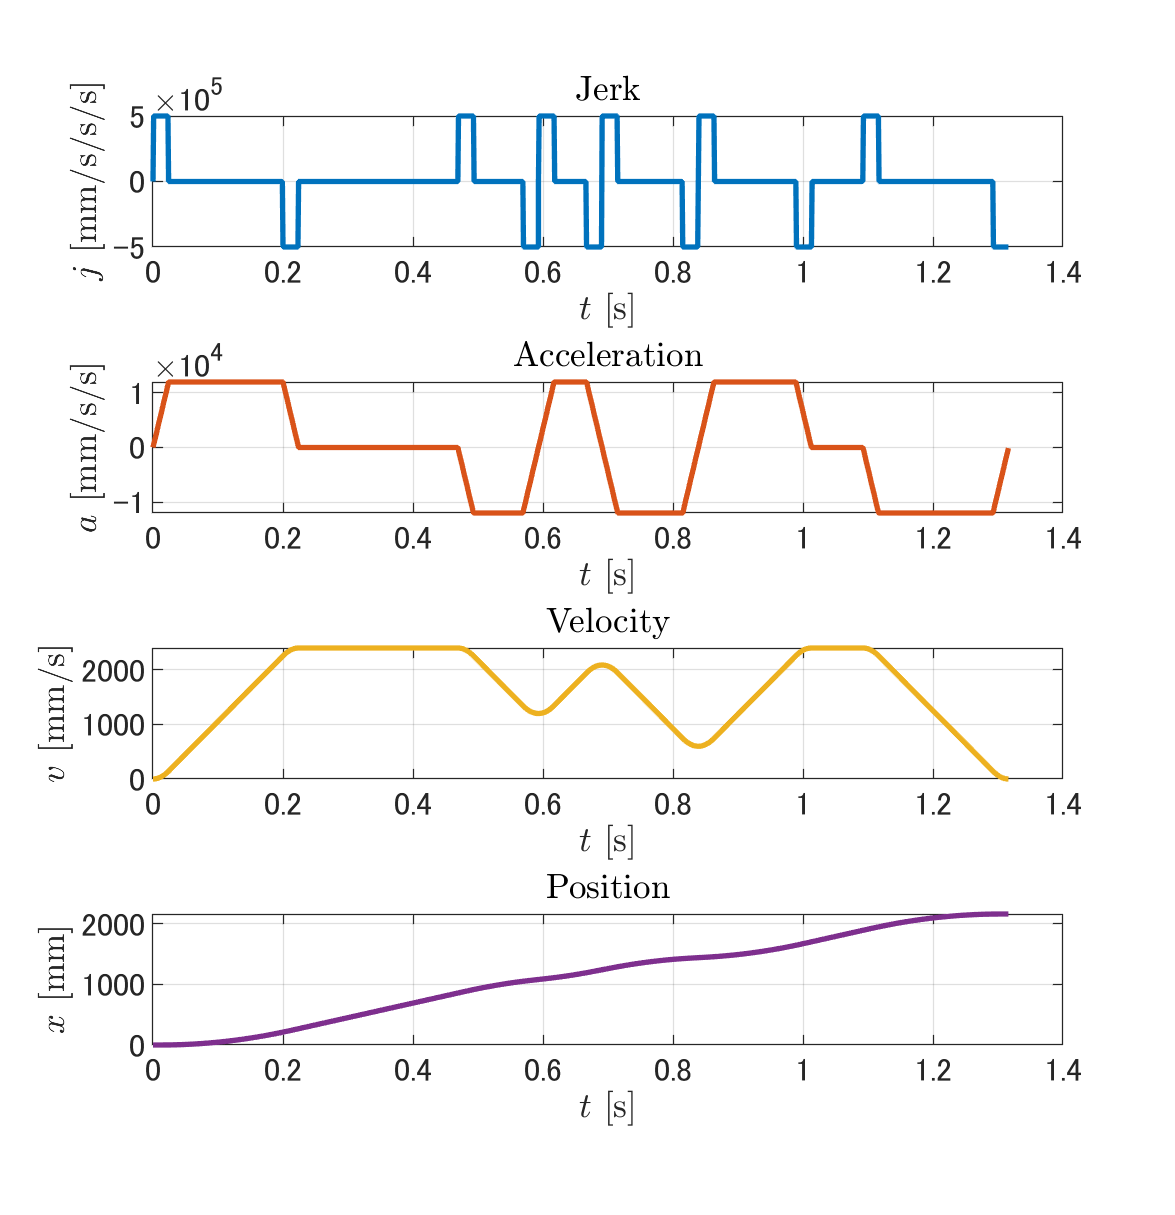 Jerk
×10^5
5
0
−5
j [mm/s/s/s]
0 0.2 0.4 0.6 0.8 1 1.2 1.4
t [s]
Acceleration
×10^4
1
0
−1
a [mm/s/s]
0 0.2 0.4 0.6 0.8 1 1.2 1.4
t [s]
Velocity
2000
1000
0
v [mm/s]
0 0.2 0.4 0.6 0.8 1 1.2 1.4
t [s]
Position
2000
1000
0
x [mm]
0 0.2 0.4 0.6 0.8 1 1.2 1.4
t [s]